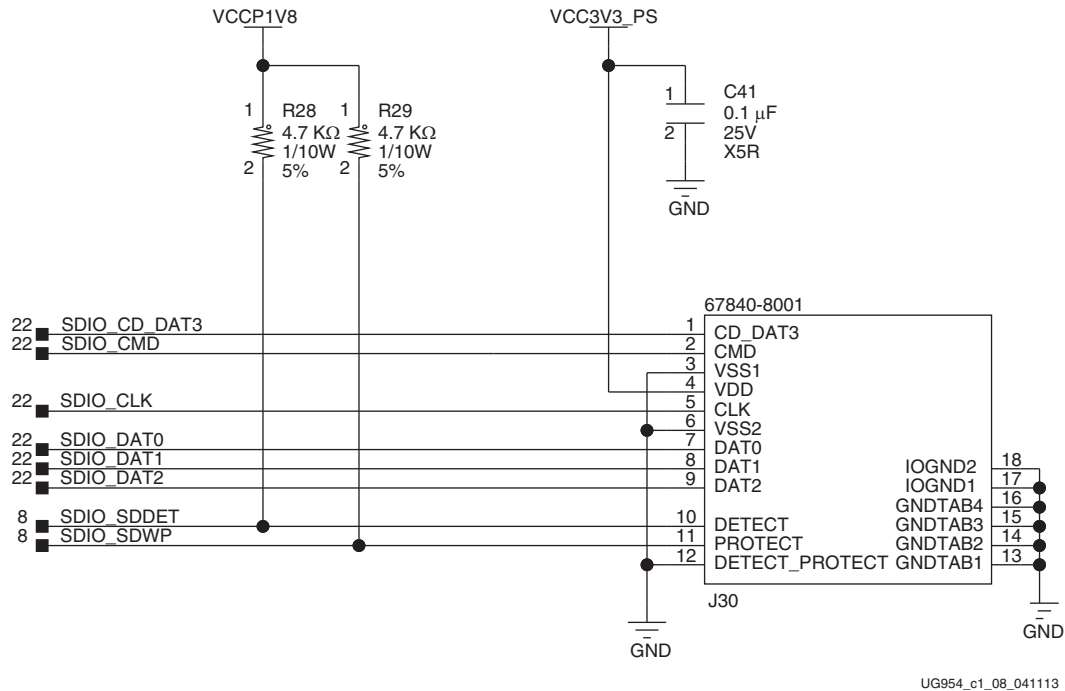 VCCP1V8
VCC3V3_PS
1
R28
4.7 KΩ
1/10W
5%
2
1
R29
4.7 KΩ
1/10W
5%
2
1
C41
0.1 μF
25V
X5R
2
GND
67840-8001
22 SDIO_CD_DAT3 1 CD_DAT3
22 SDIO_CMD 2 CMD
3 VSS1
4 VDD
22 SDIO_CLK 5 CLK
6 VSS2
22 SDIO_DAT0 7 DAT0
22 SDIO_DAT1 8 DAT1
22 SDIO_DAT2 9 DAT2
8 SDIO_SDDET 10 DETECT
8 SDIO_SDWP 11 PROTECT
12 DETECT_PROTECT
IOGND2 18
IOGND1 17
GNDTAB4 16
GNDTAB3 15
GNDTAB2 14
GNDTAB1 13
J30
GND
GND
UG954_c1_08_041113